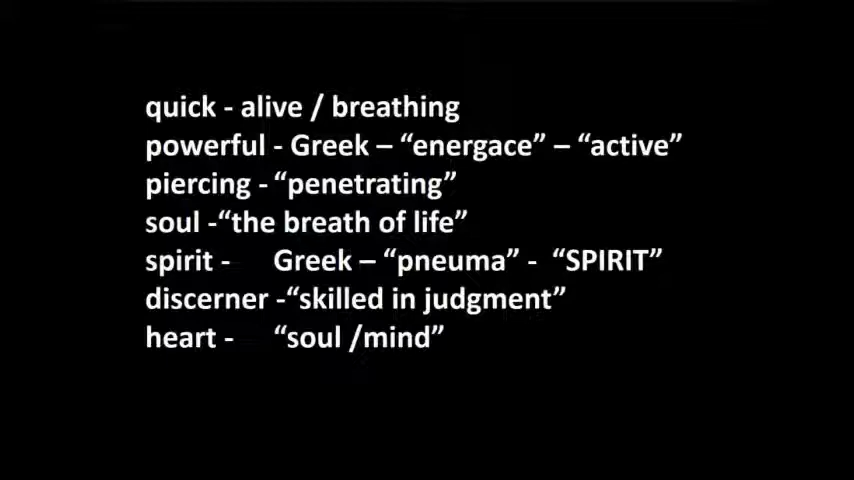 quick - alive / breathing
powerful - Greek – “energace” – “active”
piercing - “penetrating”
soul -“the breath of life”
spirit - Greek – “pneuma” - “SPIRIT”
discerner -“skilled in judgment”
heart - “soul /mind”